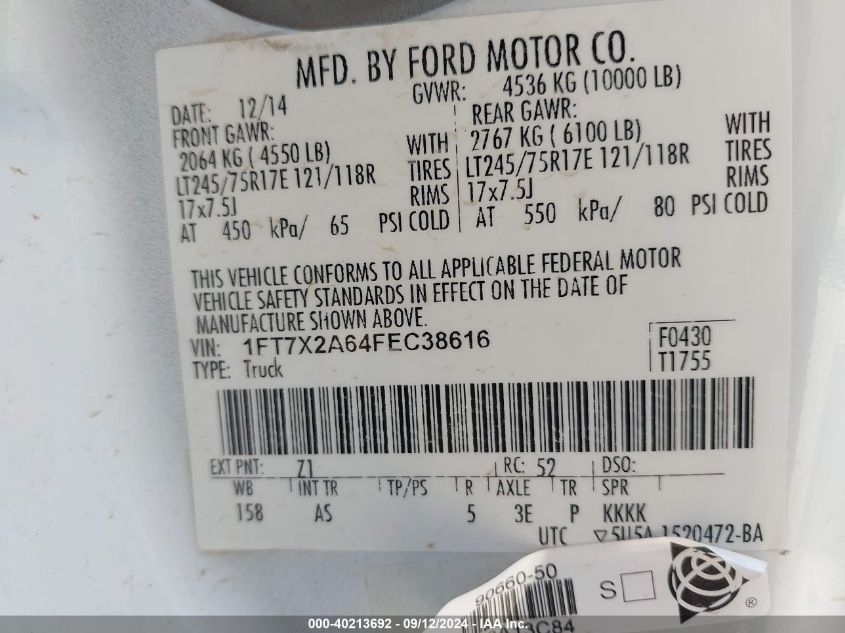 MFD. BY FORD MOTOR CO.
DATE: 12/14 GVWR: 4536 KG (10000 LB)
FRONT GAWR: REAR GAWR:
2064 KG ( 4550 LB) WITH 2767 KG ( 6100 LB) WITH
LT245/75R17E 121/118R TIRES LT245/75R17E 121/118R TIRES
17x7.5J RIMS 17x7.5J RIMS
AT 450 kPa/ 65 PSI COLD AT 550 kPa/ 80 PSI COLD
THIS VEHICLE CONFORMS TO ALL APPLICABLE FEDERAL MOTOR
VEHICLE SAFETY STANDARDS IN EFFECT ON THE DATE OF
MANUFACTURE SHOWN ABOVE.
VIN: 1FT7X2A64FEC38616 F0430
TYPE: Truck T1755
EXT PNT: Z1 RC: 52 DSO:
WB INT TR TP/PS R AXLE TR SPR
158 AS 5 3E P KKKK
UTC ▽5U5A 1520472-BA
90660-50 S
000-40213692 - 09/12/2024 - IAAI.COM